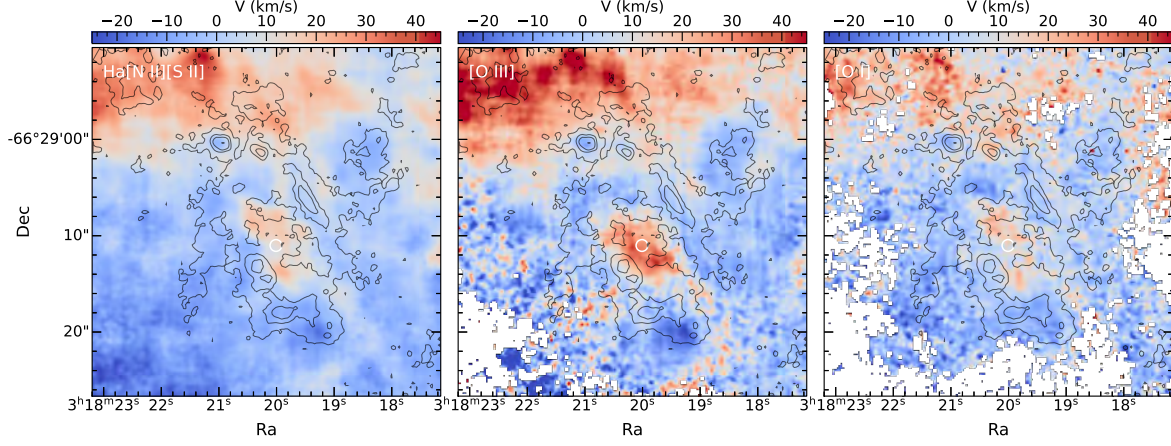 V (km/s) V (km/s) V (km/s)
−20 −10 0 10 20 30 40 −20 −10 0 10 20 30 40 −20 −10 0 10 20 30 40
Ha[N II][S II] [O III] [O I]
-66°29'00"
10"
20"
Dec
3ʰ18ᵐ23ˢ 22ˢ 21ˢ 20ˢ 19ˢ 18ˢ 3ʰ18ᵐ23ˢ 22ˢ 21ˢ 20ˢ 19ˢ 18ˢ 3ʰ18ᵐ23ˢ 22ˢ 21ˢ 20ˢ 19ˢ 18ˢ
Ra Ra Ra